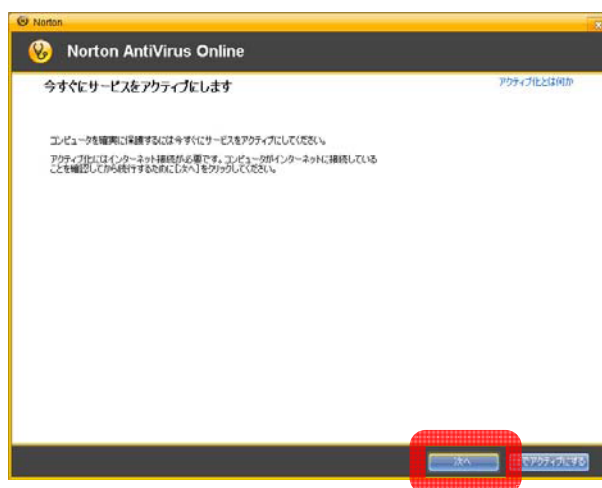 Norton
Norton AntiVirus Online
今すぐにサービスをアクティブにします
アクティブ化とは何か
コンピュータを確実に保護するには今すぐにサービスをアクティブにしてください。
アクティブ化にはインターネット接続が必要です。コンピュータがインターネットに接続している
ことを確認してから続行するために[次へ]をクリックしてください。
次へ
でアクティブにする